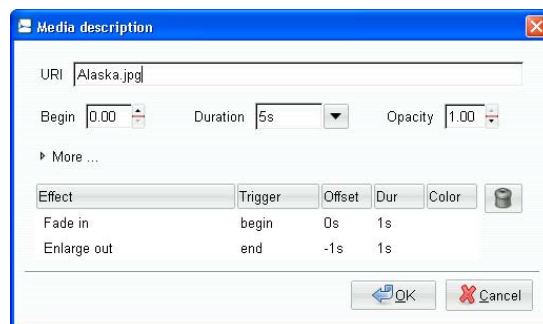 Media description
URI Alaska.jpg
Begin 0.00 Duration 5s Opacity 1.00
More ...
Effect Trigger Offset Dur Color
Fade in begin 0s 1s
Enlarge out end -1s 1s
OK Cancel